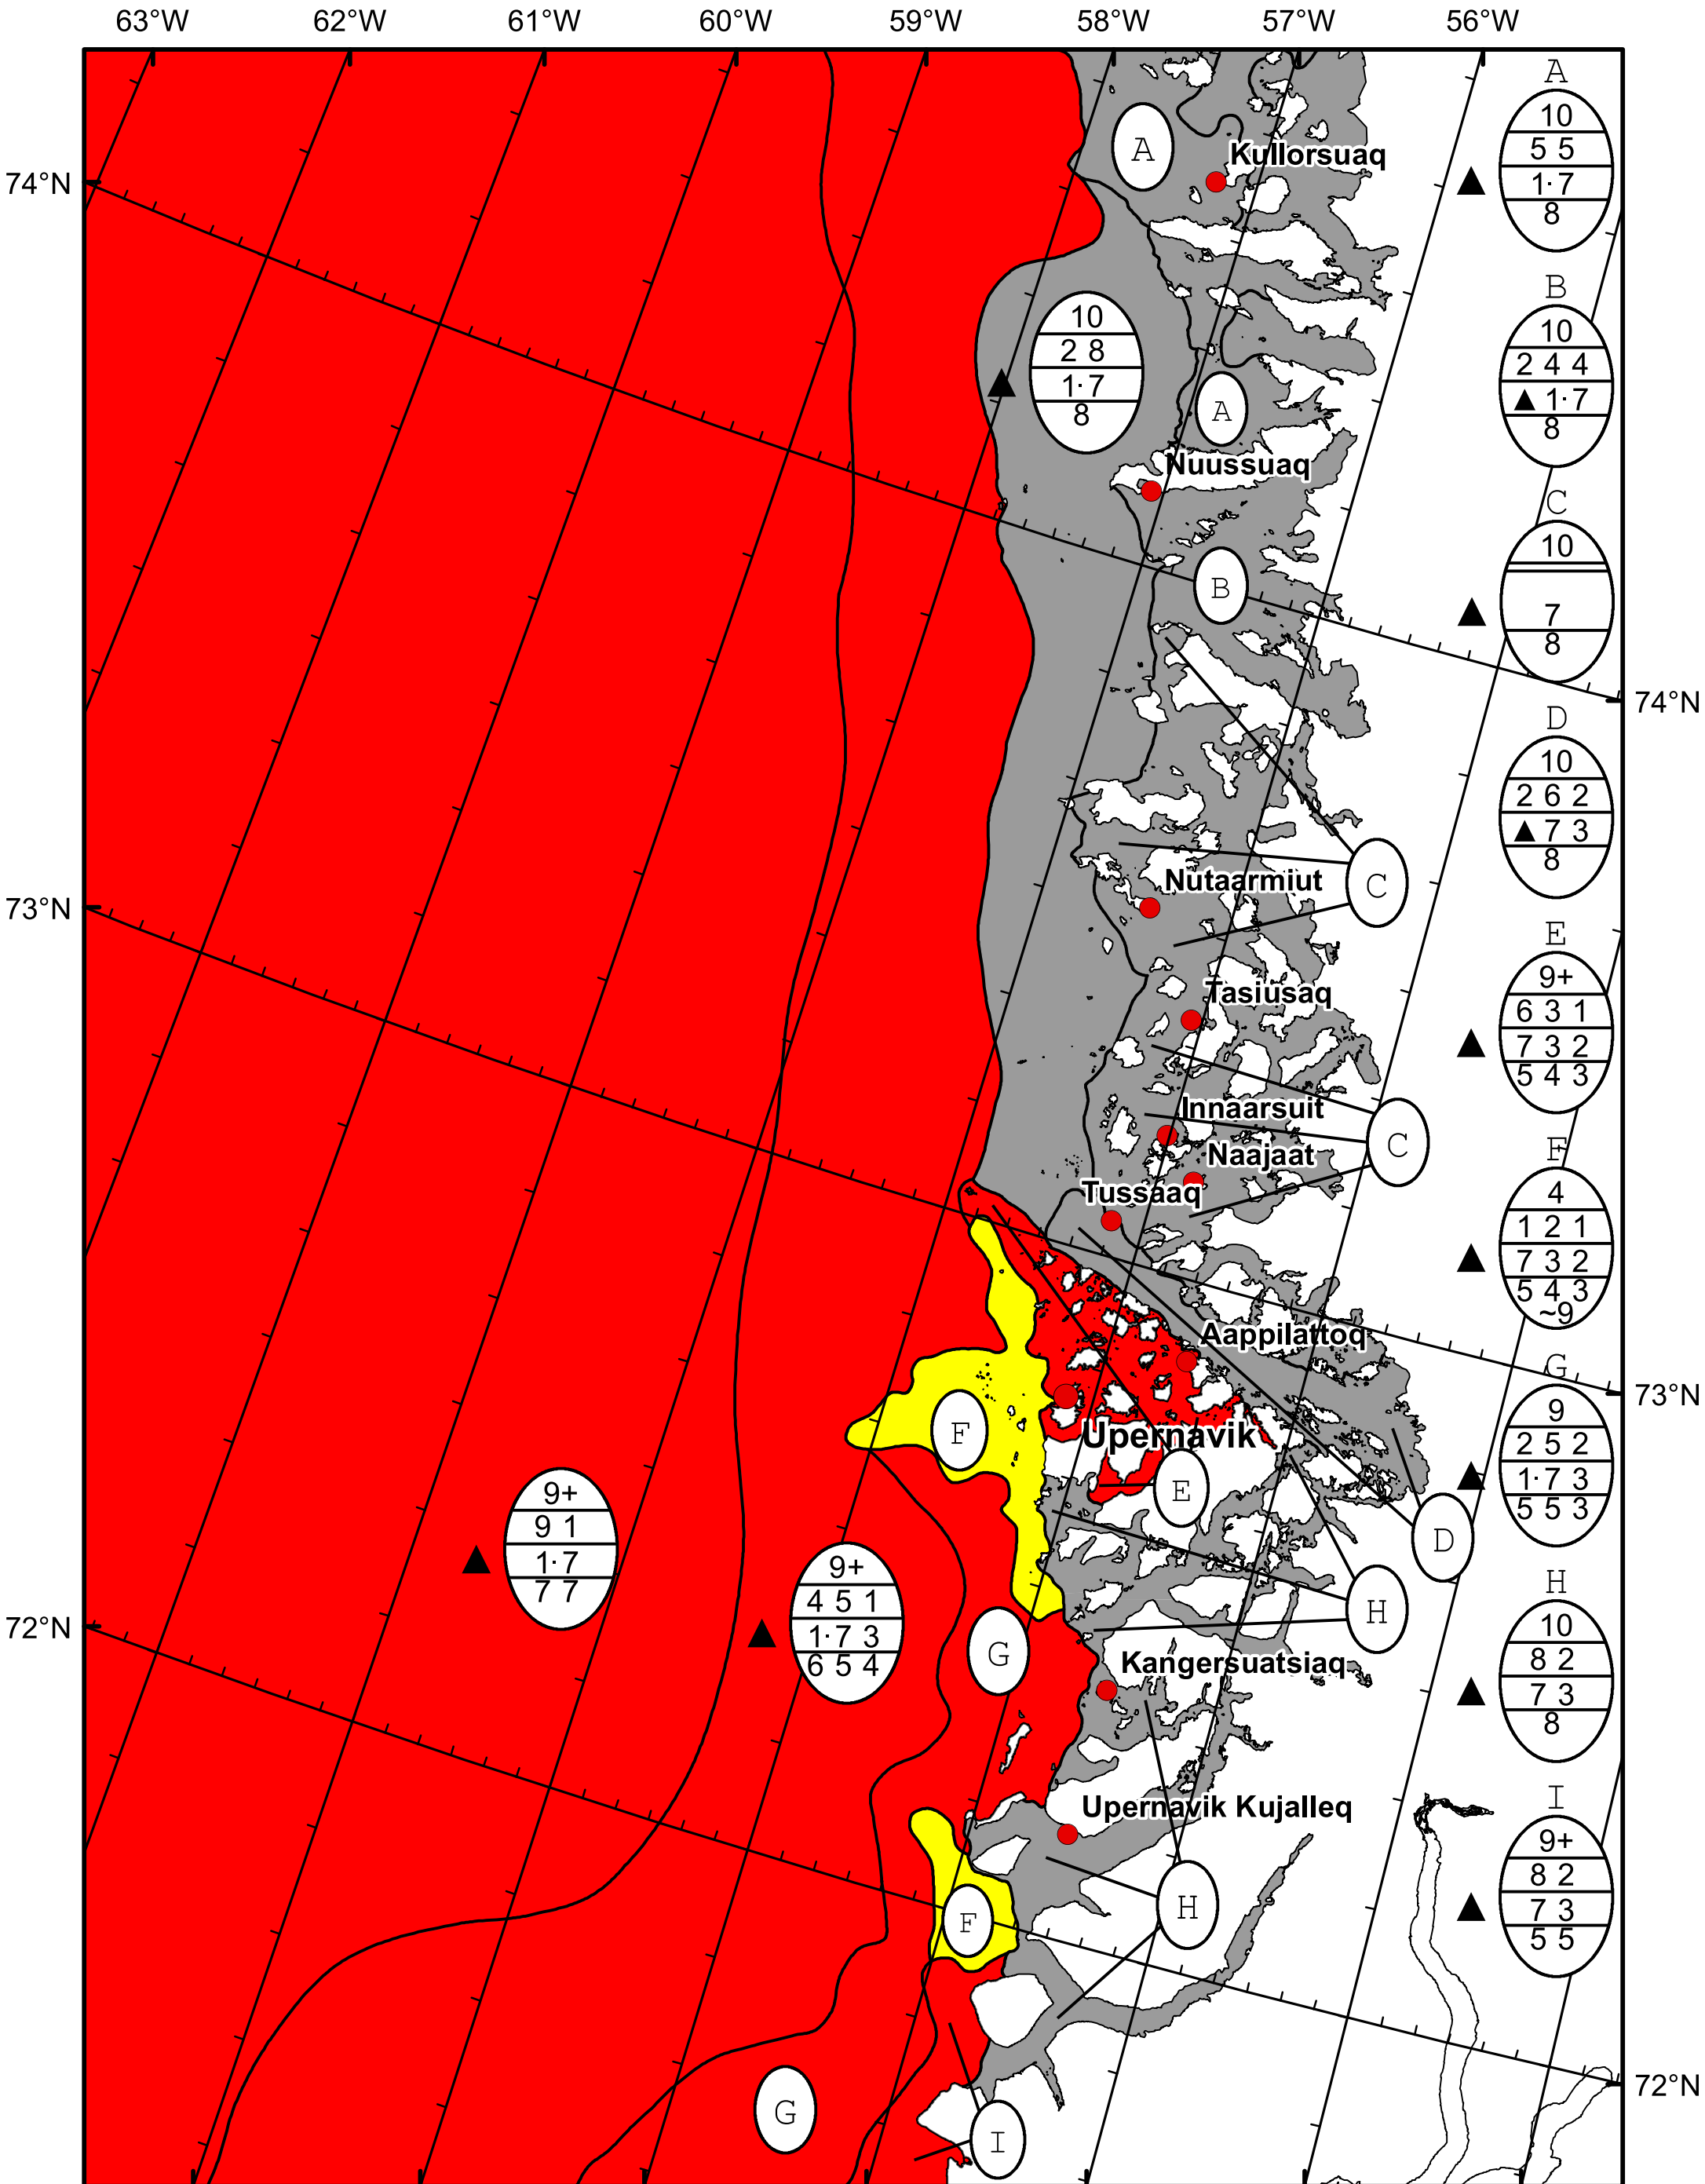 63°W 62°W 61°W 60°W 59°W 58°W 57°W 56°W
A
10
5 5
▲ 1· 7
8
74°N
A
Kullorsuaq
10
2 8
▲ 1· 7
8
B
10
2 4 4
▲ 1· 7
8
A
Nuussuaq
C
10
7
▲
8
B
74°N
D
10
2 6 2
▲ 7 3
8
73°N
C
Nutaarmiut
E
9+
6 3 1
▲ 7 3 2
5 4 3
Tasiusaq
Innaarsuit
C
Naajaat
Tussaaq
F
4
1 2 1
▲ 7 3 2
5 4 3
~9
Aappilattoq
73°N
G
9
2 5 2
▲ 1· 7 3
5 5 3
F
Upernavik
E
D
9+
9 1
▲ 1· 7
7 7
9+
4 5 1
▲ 1· 7 3
6 5 4
72°N
G
H
H
10
8 2
▲ 7 3
8
Kangersuatsiaq
Upernavik Kujalleq
I
9+
8 2
▲ 7 3
5 5
H
F
72°N
G
I